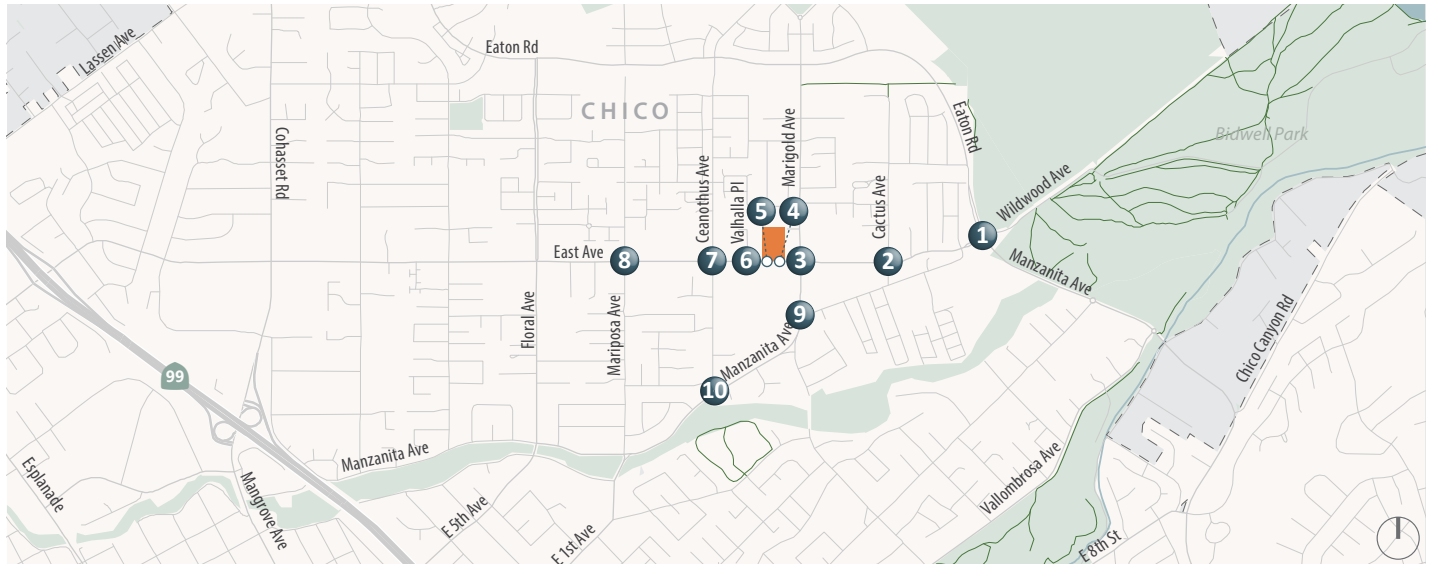 Lassen Ave
Eaton Rd
CHICO
Cohasset Rd
Eaton Rd
Bidwell Park
Marigold Ave
Ceanothus Ave
Valhalla Pl
Cactus Ave
Wildwood Ave
5
4
1
East Ave
8
7
6
3
2
Manzanita Ave
Floral Ave
Mariposa Ave
9
Manzanita Ave
10
Chico Canyon Rd
99
Manzanita Ave
Esplanade
Mangrove Ave
E 5th Ave
E 1st Ave
Vallombrosa Ave
E 8th St